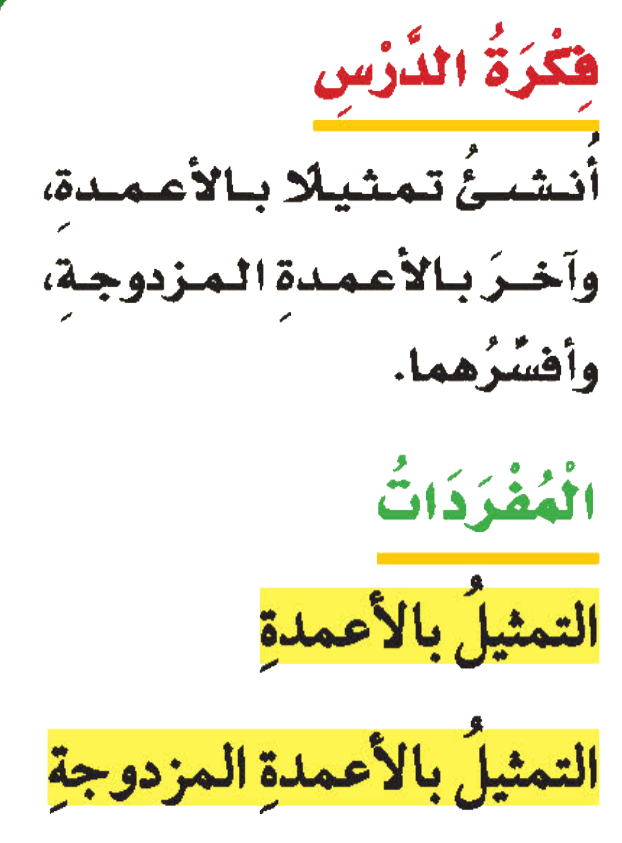 فِكْرَةُ الدَّرْسِ
أُنشئُ تمثيلًا بالأعمدةِ،
وآخرَ بالأعمدةِ المزدوجةِ،
وأفسِّرُهما.
الْمُفْرَدَاتُ
التمثيلُ بالأعمدةِ
التمثيلُ بالأعمدةِ المزدوجةِ